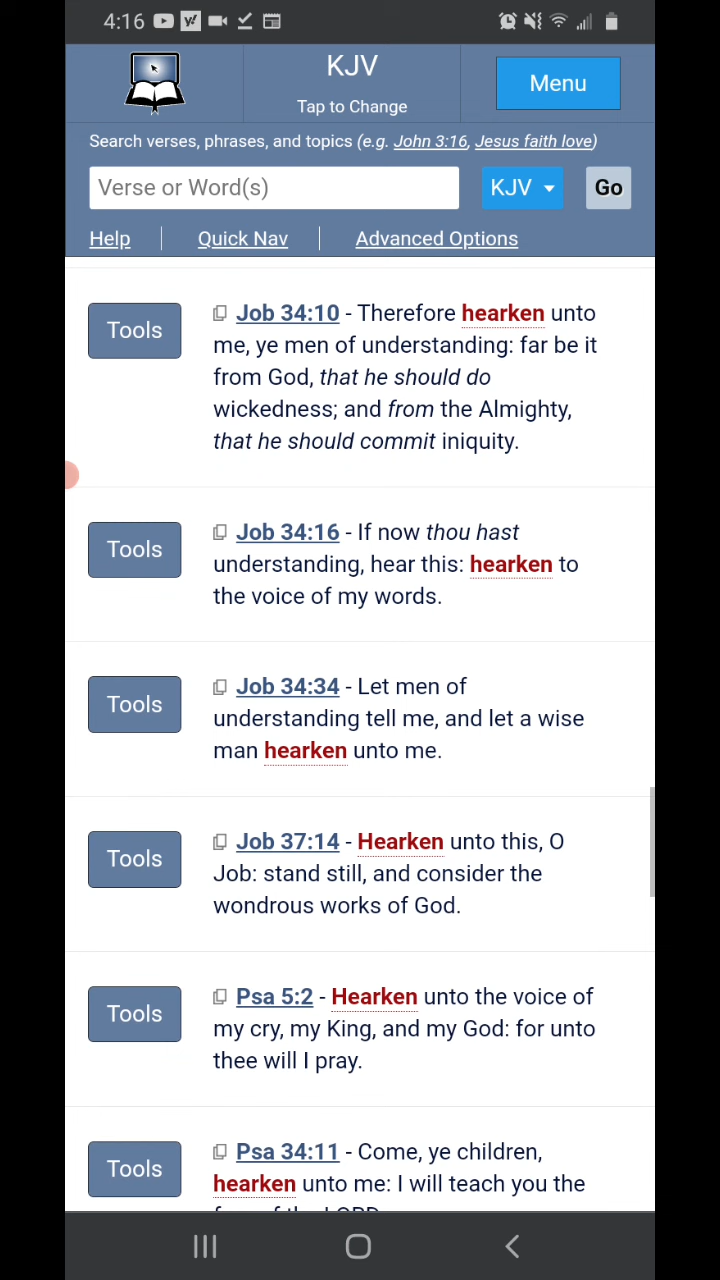 4:16
KJV
Tap to Change
Menu
Search verses, phrases, and topics (e.g. John 3:16, Jesus faith love)
Verse or Word(s)
KJV
Go
Help
Quick Nav
Advanced Options
Tools
Job 34:10 - Therefore hearken unto
me, ye men of understanding: far be it
from God, that he should do
wickedness; and from the Almighty,
that he should commit iniquity.
Tools
Job 34:16 - If now thou hast
understanding, hear this: hearken to
the voice of my words.
Tools
Job 34:34 - Let men of
understanding tell me, and let a wise
man hearken unto me.
Tools
Job 37:14 - Hearken unto this, O
Job: stand still, and consider the
wondrous works of God.
Tools
Psa 5:2 - Hearken unto the voice of
my cry, my King, and my God: for unto
thee will I pray.
Tools
Psa 34:11 - Come, ye children,
hearken unto me: I will teach you the